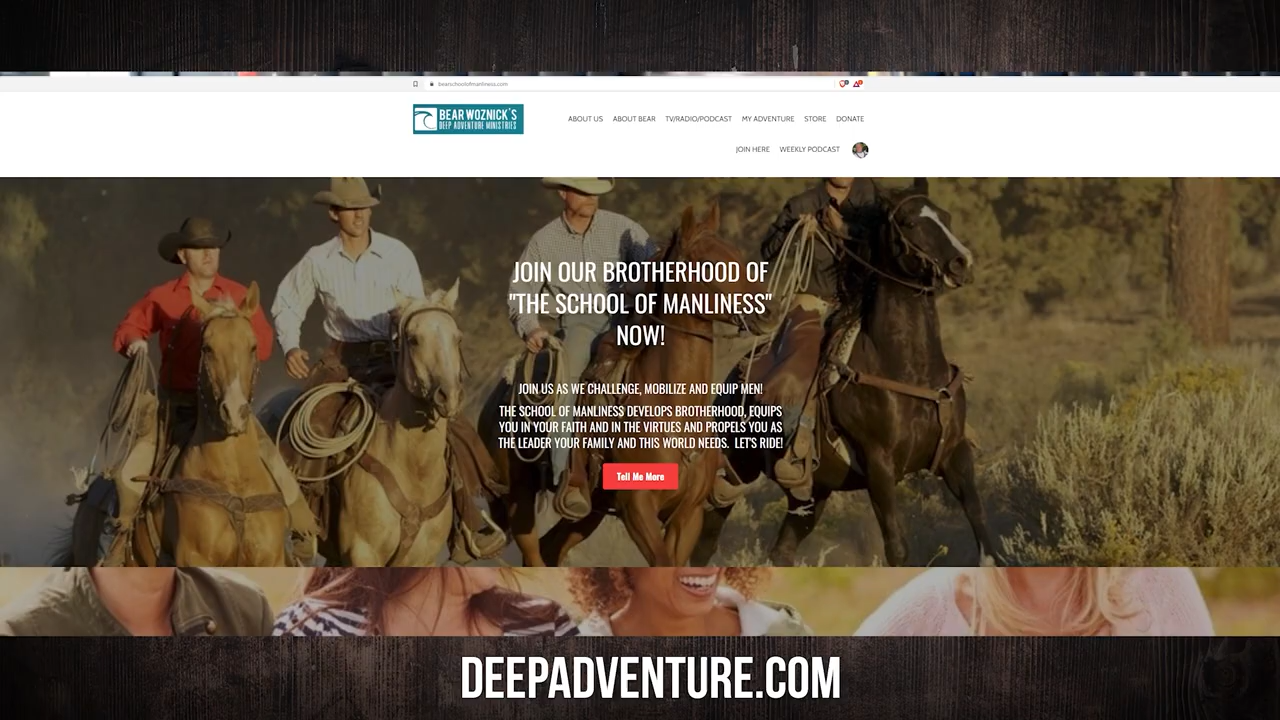 bearschoolofmanliness.com
BEAR WOZNICK'S
DEEP ADVENTURE MINISTRIES
ABOUT US ABOUT BEAR TV/RADIO/PODCAST MY ADVENTURE STORE DONATE
JOIN HERE WEEKLY PODCAST
JOIN OUR BROTHERHOOD OF
"THE SCHOOL OF MANLINESS"
NOW!
JOIN US AS WE CHALLENGE, MOBILIZE AND EQUIP MEN!
THE SCHOOL OF MANLINESS DEVELOPS BROTHERHOOD, EQUIPS
YOU IN YOUR FAITH AND IN THE VIRTUES AND PROPELS YOU AS
THE LEADER YOUR FAMILY AND THIS WORLD NEEDS. LET'S RIDE!
Tell Me More
DEEPADVENTURE.COM